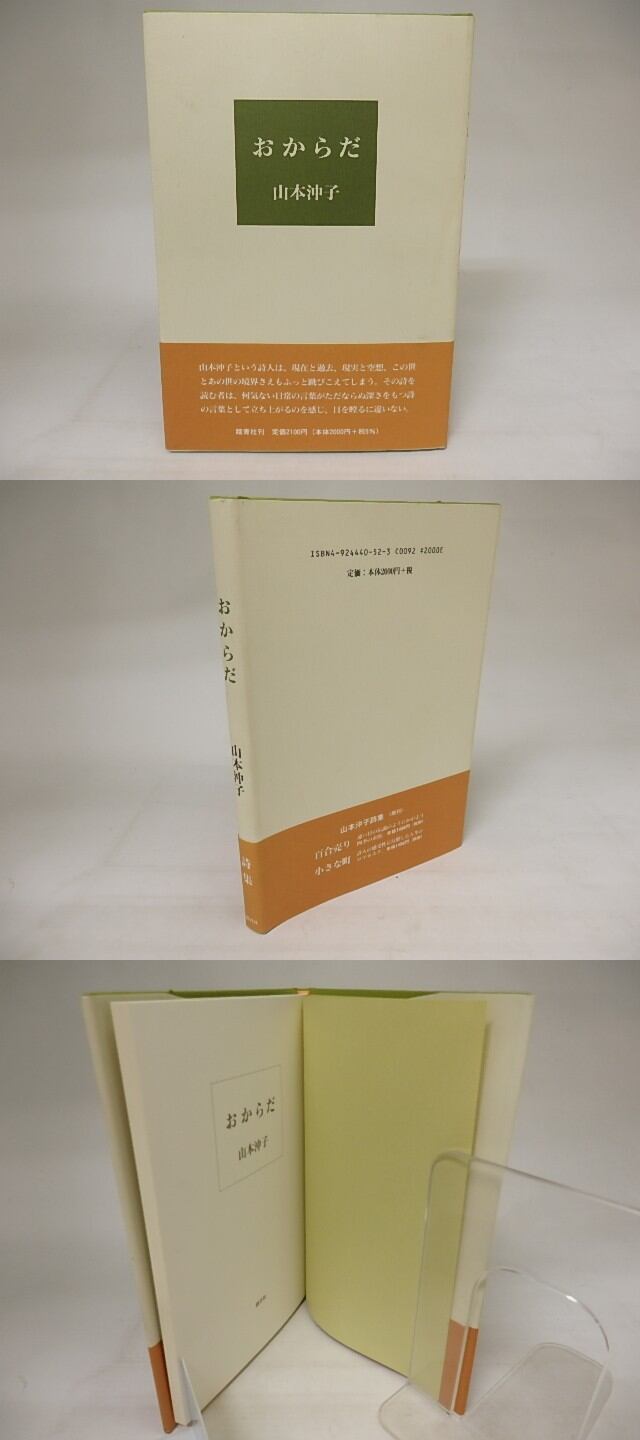 おからだ
山本沖子
山本沖子という詩人は、現在と過去、現実と空想、この世
とあの世の境界さえもふっと跳びこえてしまう。その詩を
読む者は、何気ない日常の言葉がただならぬ深さをもつ詩
の言葉として立ち上がるのを感じ、目を瞠るに違いない。
定価2100円(本体2000円+税5%)
ISBN4-924440-32-3 C0092 ¥2000E
定価:本体2000円+税
おからだ
山本沖子
詩集
山本沖子詩集
百合売り
小さな町
おからだ
山本沖子